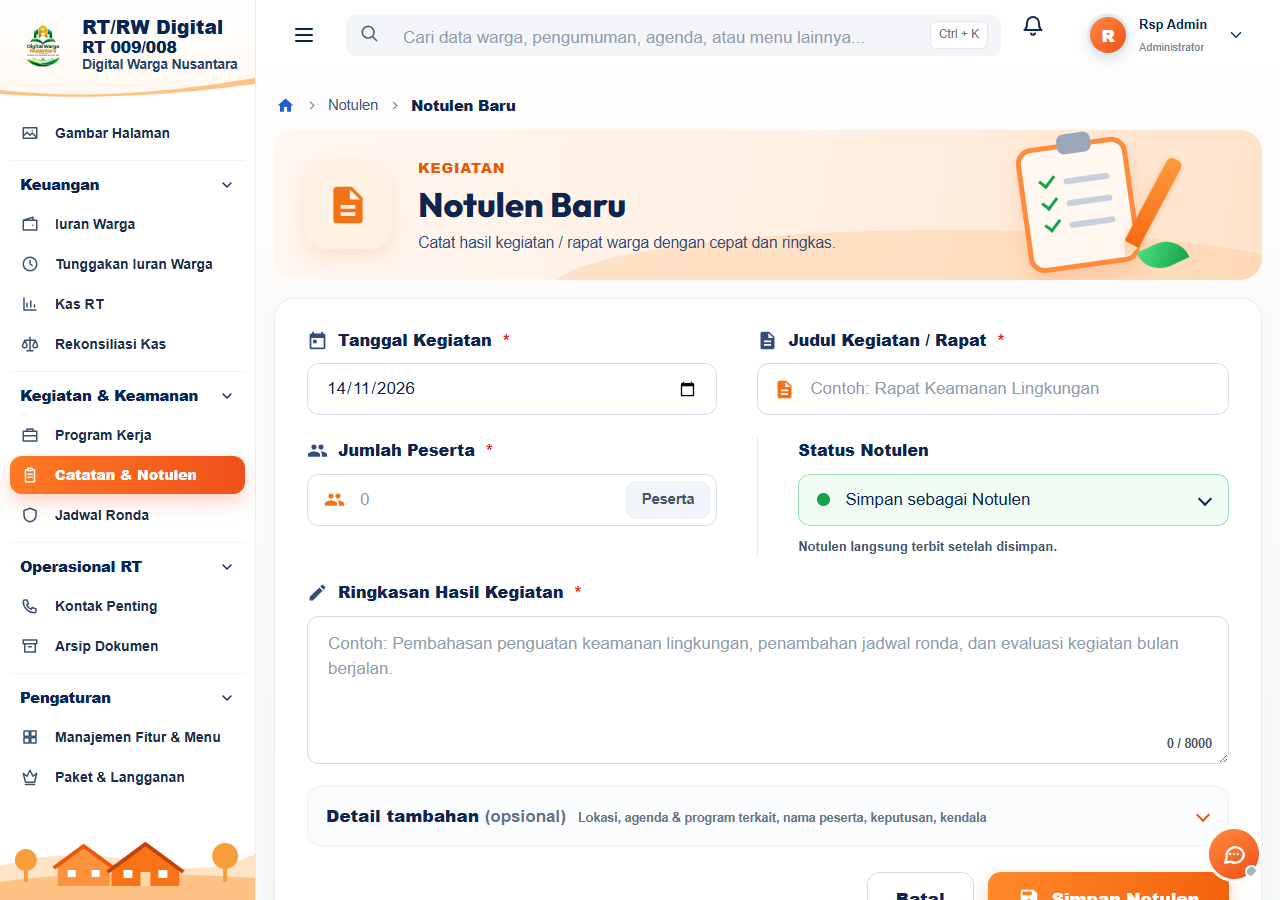 RT/RW Digital
RT 009/008
Digital Warga Nusantara
Digital Warga
Nusantara
Cari data warga, pengumuman, agenda, atau menu lainnya...
Ctrl + K
R
Rsp Admin
Administrator
Gambar Halaman
Keuangan
Iuran Warga
Tunggakan Iuran Warga
Kas RT
Rekonsiliasi Kas
Kegiatan & Keamanan
Program Kerja
Catatan & Notulen
Jadwal Ronda
Operasional RT
Kontak Penting
Arsip Dokumen
Pengaturan
Manajemen Fitur & Menu
Paket & Langganan
Notulen
Notulen Baru
KEGIATAN
Notulen Baru
Catat hasil kegiatan / rapat warga dengan cepat dan ringkas.
Tanggal Kegiatan *
14/11/2026
Judul Kegiatan / Rapat *
Contoh: Rapat Keamanan Lingkungan
Jumlah Peserta *
0
Peserta
Status Notulen
Simpan sebagai Notulen
Notulen langsung terbit setelah disimpan.
Ringkasan Hasil Kegiatan *
Contoh: Pembahasan penguatan keamanan lingkungan, penambahan jadwal ronda, dan evaluasi kegiatan bulan
berjalan.
0 / 8000
Detail tambahan (opsional) Lokasi, agenda & program terkait, nama peserta, keputusan, kendala
Batal
Simpan Notulen